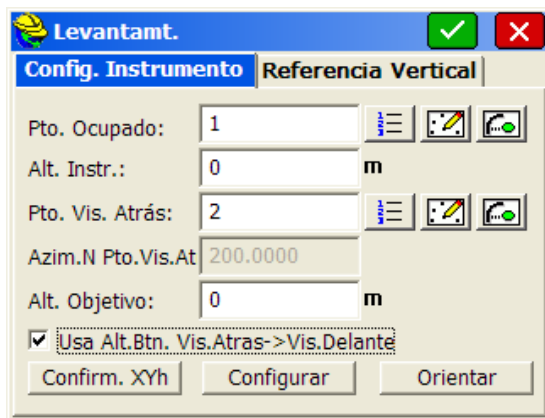 Levantamt.
Config. Instrumento Referencia Vertical
Pto. Ocupado: 1
Alt. Instr.: 0 m
Pto. Vis. Atrás: 2
Azim.N Pto.Vis.At 200.0000
Alt. Objetivo: 0 m
Usa Alt.Btn. Vis.Atras->Vis.Delante
Confirm. XYh Configurar Orientar